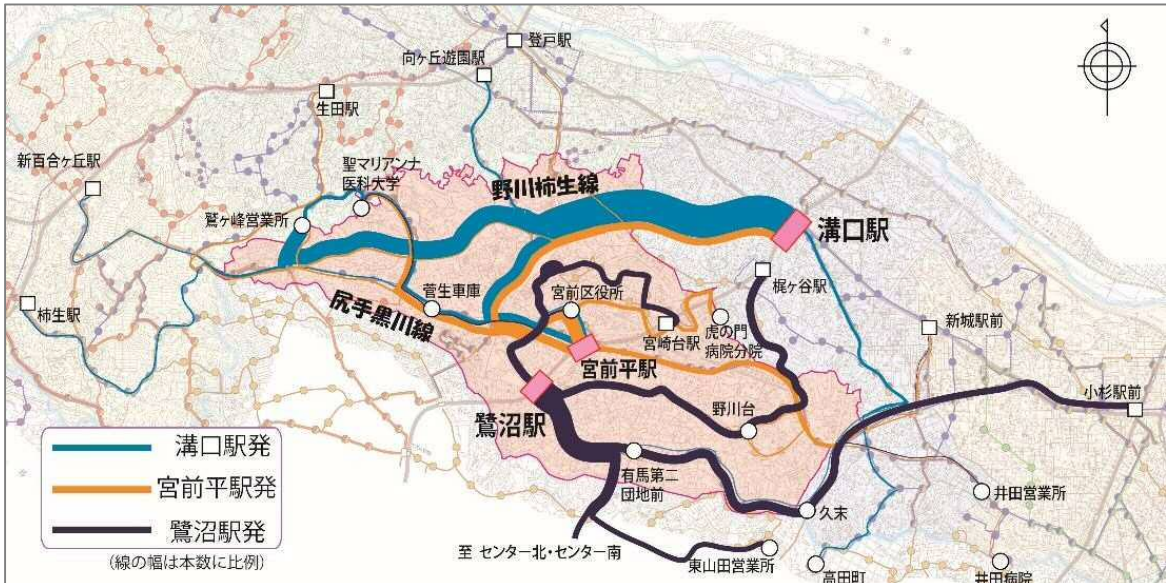 登戸駅
向ヶ丘遊園駅
生田駅
新百合ヶ丘駅
聖マリアンナ
医科大学
野川柿生線
鷲ヶ峰営業所
溝口駅
梶ヶ谷駅
宮前区役所
菅生車庫
柿生駅
尻手黒川線
宮崎台駅
虎の門
病院分院
新城駅前
宮前平駅
小杉駅前
鷺沼駅
野川台
溝口駅発
宮前平駅発
鷺沼駅発
(線の幅は本数に比例)
有馬第二
団地前
久末
井田営業所
至 センター北・センター南
東山田営業所
高田町
井田病院